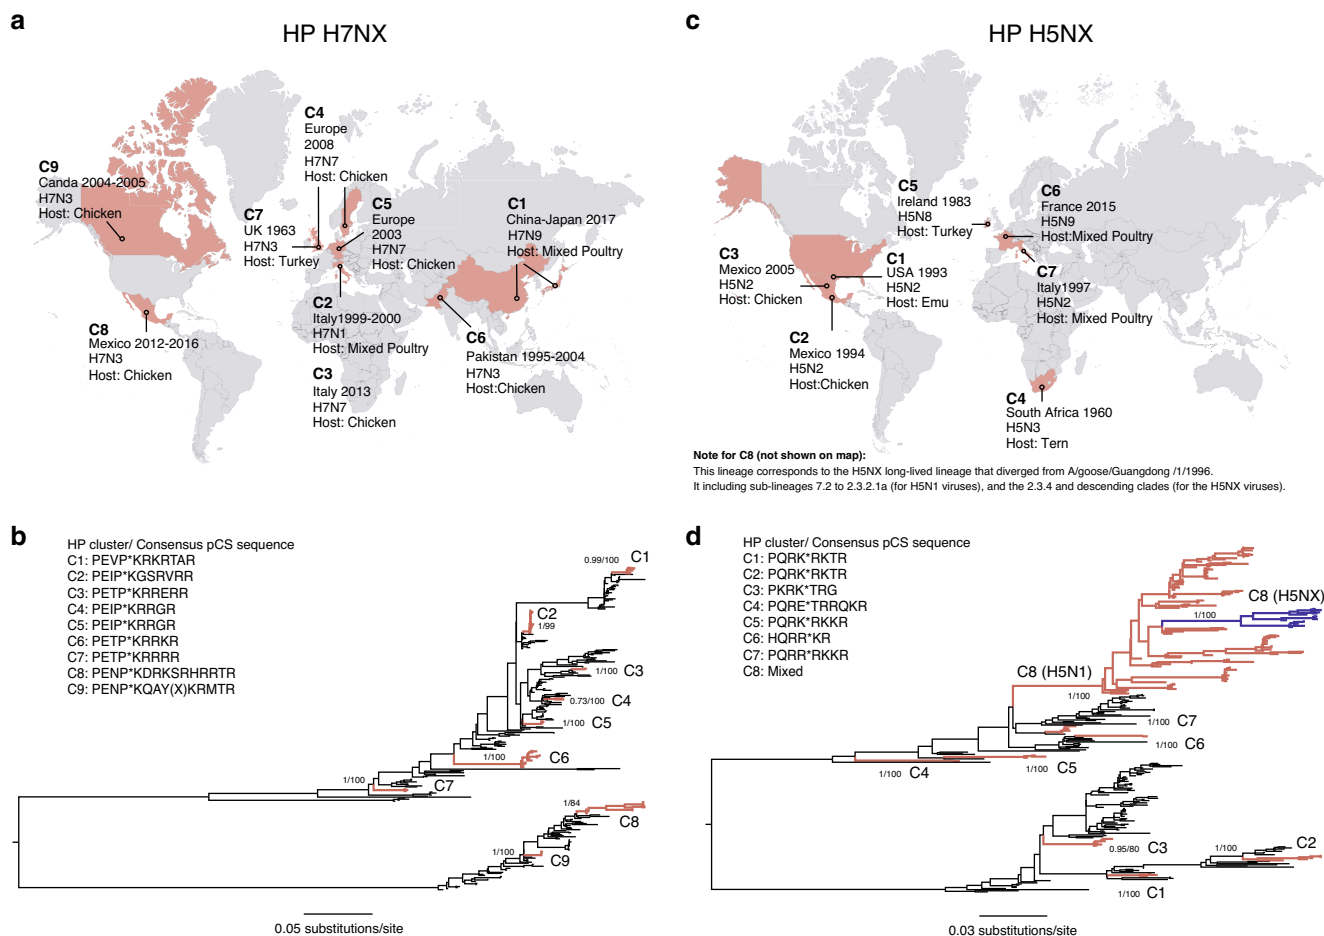 a
HP H7NX
C4
Europe
2008
H7N7
Host: Chicken
C9
Canda 2004-2005
H7N3
Host: Chicken
C7
UK 1963
H7N3
Host: Turkey
C5
Europe
2003
H7N7
Host: Chicken
C1
China-Japan 2017
H7N9
Host: Mixed Poultry
C2
Italy1999-2000
H7N1
Host: Mixed Poultry
C6
Pakistan 1995-2004
H7N3
Host:Chicken
C8
Mexico 2012-2016
H7N3
Host: Chicken
C3
Italy 2013
H7N7
Host: Chicken
c
HP H5NX
C5
Ireland 1983
H5N8
Host: Turkey
C6
France 2015
H5N9
Host:Mixed Poultry
C3
Mexico 2005
H5N2
Host: Chicken
C1
USA 1993
H5N2
Host: Emu
C7
Italy1997
H5N2
Host: Mixed Poultry
C2
Mexico 1994
H5N2
Host:Chicken
C4
South Africa 1960
H5N3
Host: Tern
Note for C8 (not shown on map):
This lineage corresponds to the H5NX long-lived lineage that diverged from A/goose/Guangdong /1/1996.
It including sub-lineages 7.2 to 2.3.2.1a (for H5N1 viruses), and the 2.3.4 and descending clades (for the H5NX viruses).
b
HP cluster/ Consensus pCS sequence
C1: PEVP*KRKRTAR
C2: PEIP*KGSRVRR
C3: PETP*KRRERR
C4: PEIP*KRRGR
C5: PEIP*KRRGR
C6: PETP*KRRKR
C7: PETP*KRRRR
C8: PENP*KDRKSRHRRTR
C9: PENP*KQAY(X)KRMTR
0.99/100 C1
C2
1/99
C3
1/100
0.73/100 C4
1/100 C5
1/100 C6
1/100
C7
1/84
C8
1/100
C9
0.05 substitutions/site
d
HP cluster/ Consensus pCS sequence
C1: PQRK*RKTR
C2: PQRK*RKTR
C3: PKRK*TRG
C4: PQRE*TRRQKR
C5: PQRK*RKKR
C6: HQRR*KR
C7: PQRR*RKKR
C8: Mixed
C8 (H5NX)
1/100
C8 (H5N1)
1/100
1/100 C7
1/100 C6
1/100 C4
1/100 C5
0.95/80 C3
1/100 C2
1/100 C1
0.03 substitutions/site